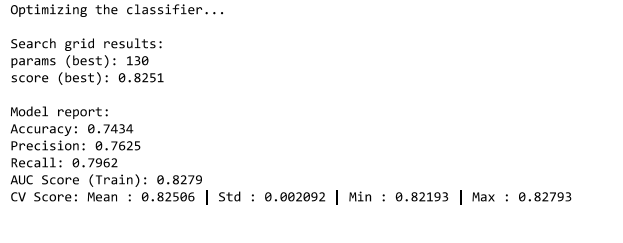 Optimizing the classifier...
Search grid results:
params (best): 130
score (best): 0.8251
Model report:
Accuracy: 0.7434
Precision: 0.7625
Recall: 0.7962
AUC Score (Train): 0.8279
CV Score: Mean : 0.82506 | Std : 0.002092 | Min : 0.82193 | Max : 0.82793